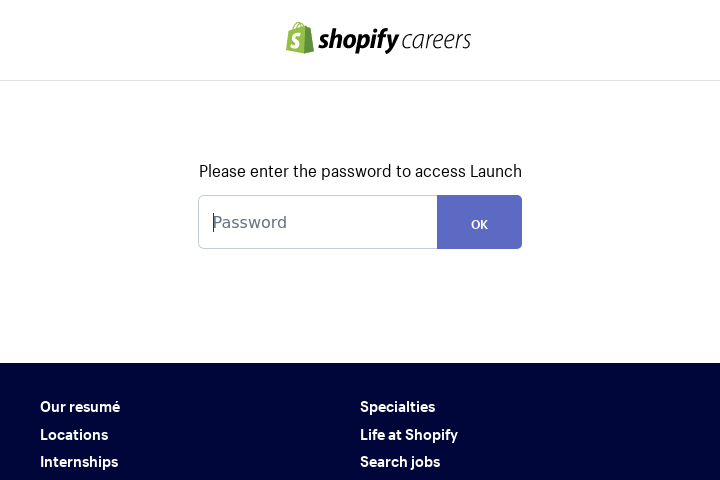 shopify careers
Please enter the password to access Launch
Password
OK
Our resumé
Specialties
Locations
Life at Shopify
Internships
Search jobs